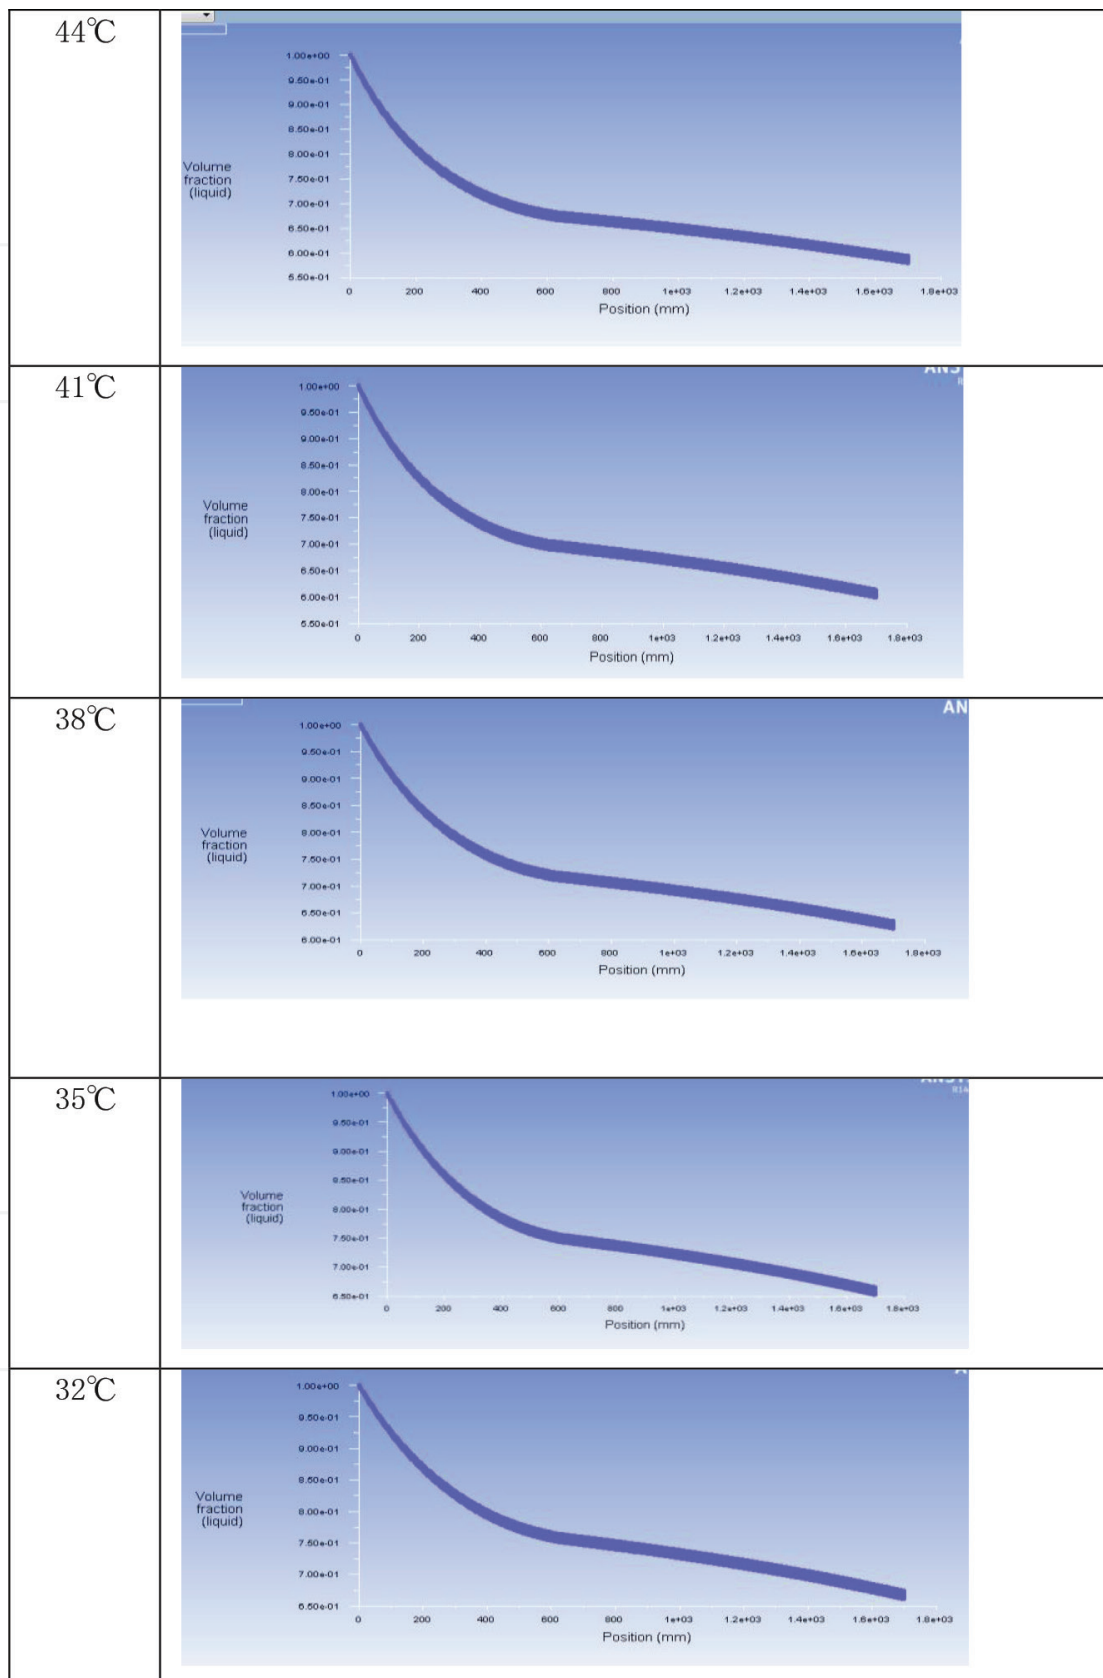 44℃
1.00e+00
9.50e-01
9.00e-01
8.50e-01
8.00e-01
7.50e-01
7.00e-01
6.50e-01
6.00e-01
5.50e-01
Volume
fraction
(liquid)
0 200 400 600 800 1e+03 1.2e+03 1.4e+03 1.6e+03 1.8e+03
Position (mm)
41℃
1.00e+00
9.50e-01
9.00e-01
8.50e-01
8.00e-01
7.50e-01
7.00e-01
6.50e-01
6.00e-01
5.50e-01
Volume
fraction
(liquid)
0 200 400 600 800 1e+03 1.2e+03 1.4e+03 1.6e+03 1.8e+03
Position (mm)
38℃
AN
1.00e+00
9.50e-01
9.00e-01
8.50e-01
8.00e-01
7.50e-01
7.00e-01
6.50e-01
6.00e-01
Volume
fraction
(liquid)
0 200 400 600 800 1e+03 1.2e+03 1.4e+03 1.6e+03 1.8e+03
Position (mm)
35℃
R14
1.00e+00
9.50e-01
9.00e-01
8.50e-01
8.00e-01
7.50e-01
7.00e-01
6.50e-01
Volume
fraction
(liquid)
0 200 400 600 800 1e+03 1.2e+03 1.4e+03 1.6e+03 1.8e+03
Position (mm)
32℃
1.00e+00
9.50e-01
9.00e-01
8.50e-01
8.00e-01
7.50e-01
7.00e-01
6.50e-01
Volume
fraction
(liquid)
0 200 400 600 800 1e+03 1.2e+03 1.4e+03 1.6e+03 1.8e+03
Position (mm)